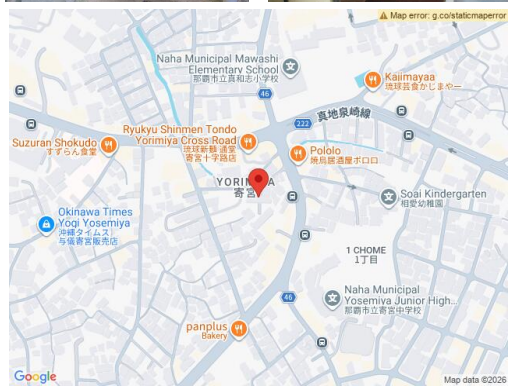 Map error: g.co/staticmaperror
Naha Municipal Mawashi
Elementary School
那覇市立真和志小学校
Kajimayaa
琉球芸食かじまやー
46
222
真地泉崎線
Ryukyu Shinmen Tondo
Yorimiya Cross Road
琉球新麺 通堂
寄宮十字路店
Suzuran Shokudo
すずらん食堂
Pololo
焼鳥居酒屋ポロロ
YORIMIYA
寄宮
Soai Kindergarten
相愛幼稚園
Okinawa Times
Yogi Yosemiya
沖縄タイムス
与儀寄宮販売店
1 CHOME
1丁目
46
Naha Municipal
Yosemiya Junior High...
那覇市立寄宮中学校
panplus
Bakery
Google
Map data ©2026